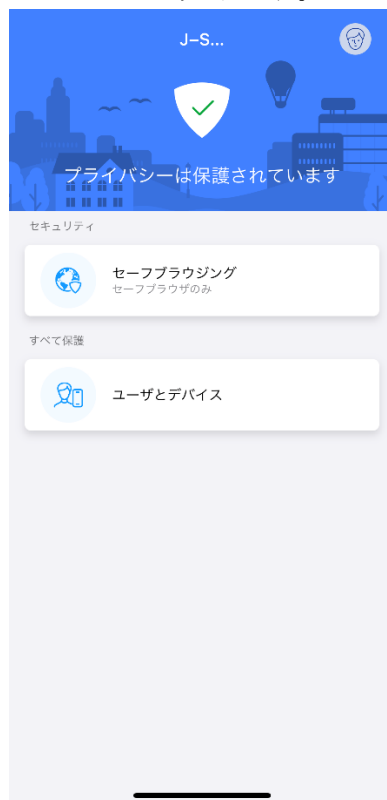 J–S...
プライバシーは保護されています
セキュリティ
セーフブラウジング
セーフブラウザのみ
すべて保護
ユーザとデバイス